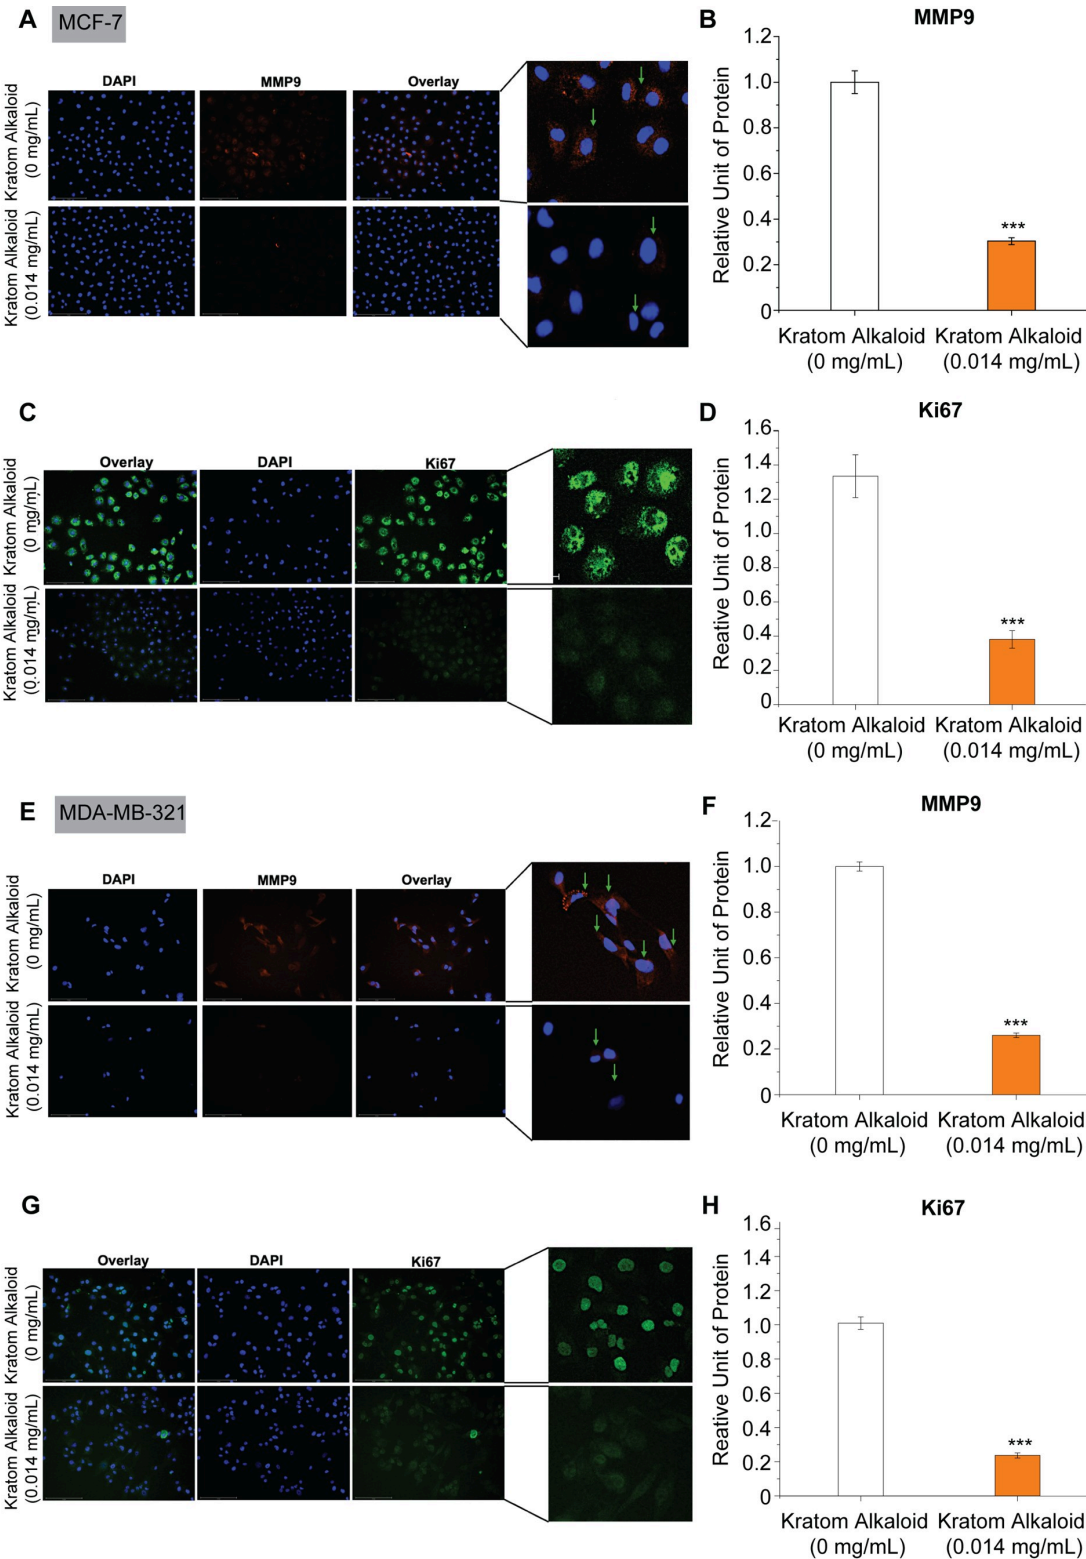 A
MCF-7
DAPI
MMP9
Overlay
Kratom Alkaloid
(0 mg/mL)
Kratom Alkaloid
(0.014 mg/mL)
B
MMP9
Relative Unit of Protein
1.2
1.0
0.8
0.6
0.4
0.2
0
***
Kratom Alkaloid
(0 mg/mL)
Kratom Alkaloid
(0.014 mg/mL)
C
Overlay
DAPI
Ki67
Kratom Alkaloid
(0 mg/mL)
Kratom Alkaloid
(0.014 mg/mL)
D
Ki67
Reative Unit of Protein
1.6
1.4
1.2
1.0
0.8
0.6
0.4
0.2
0
***
Kratom Alkaloid
(0 mg/mL)
Kratom Alkaloid
(0.014 mg/mL)
E
MDA-MB-321
DAPI
MMP9
Overlay
Kratom Alkaloid
(0 mg/mL)
Kratom Alkaloid
(0.014 mg/mL)
F
MMP9
Relative Unit of Protein
1.2
1.0
0.8
0.6
0.4
0.2
0
***
Kratom Alkaloid
(0 mg/mL)
Kratom Alkaloid
(0.014 mg/mL)
G
Overlay
DAPI
Ki67
Kratom Alkaloid
(0 mg/mL)
Kratom Alkaloid
(0.014 mg/mL)
H
Ki67
Reative Unit of Protein
1.6
1.4
1.2
1.0
0.8
0.6
0.4
0.2
0
***
Kratom Alkaloid
(0 mg/mL)
Kratom Alkaloid
(0.014 mg/mL)